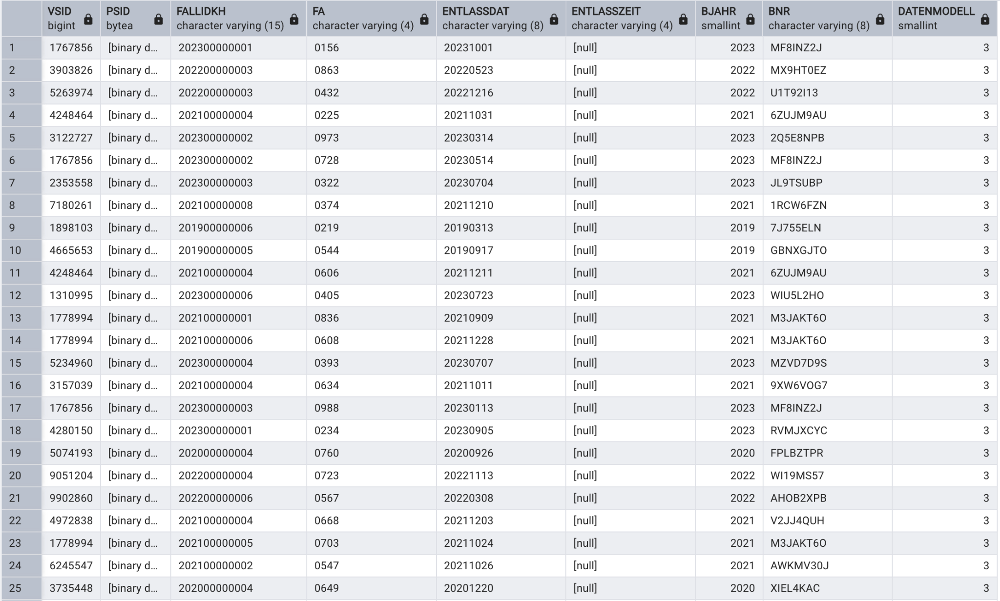 VSID PSID FALLIDKH FA ENTLASSDAT ENTLASSZEIT BJAHR BNR DATENMODELL
bigint bytea character varying (15) character varying (4) character varying (8) character varying (4) smallint character varying (8) smallint
1 1767856 [binary d... 202300000001 0156 20231001 [null] 2023 MF8INZ2J 3
2 3903826 [binary d... 202200000003 0863 20220523 [null] 2022 MX9HT0EZ 3
3 5263974 [binary d... 202200000003 0432 20221216 [null] 2022 U1T92I13 3
4 4248464 [binary d... 202100000004 0225 20211031 [null] 2021 6ZUJM9AU 3
5 3122727 [binary d... 202300000002 0973 20230314 [null] 2023 2Q5E8NPB 3
6 1767856 [binary d... 202300000002 0728 20230514 [null] 2023 MF8INZ2J 3
7 2353558 [binary d... 202300000003 0322 20230704 [null] 2023 JL9TSUBP 3
8 7180261 [binary d... 202100000008 0374 20211210 [null] 2021 1RCW6FZN 3
9 1898103 [binary d... 201900000006 0219 20190313 [null] 2019 7J755ELN 3
10 4665653 [binary d... 201900000005 0544 20190917 [null] 2019 GBNXGJTO 3
11 4248464 [binary d... 202100000004 0606 20211211 [null] 2021 6ZUJM9AU 3
12 1310995 [binary d... 202300000006 0405 20230723 [null] 2023 WIU5L2HO 3
13 1778994 [binary d... 202100000001 0836 20210909 [null] 2021 M3JAKT6O 3
14 1778994 [binary d... 202100000006 0608 20211228 [null] 2021 M3JAKT6O 3
15 5234960 [binary d... 202300000004 0393 20230707 [null] 2023 MZVD7D9S 3
16 3157039 [binary d... 202100000004 0634 20211011 [null] 2021 9XW6VOG7 3
17 1767856 [binary d... 202300000003 0988 20230113 [null] 2023 MF8INZ2J 3
18 4280150 [binary d... 202300000001 0234 20230905 [null] 2023 RVMJXCYC 3
19 5074193 [binary d... 202000000004 0760 20200926 [null] 2020 FPLBZTPR 3
20 9051204 [binary d... 202200000004 0723 20221113 [null] 2022 WI19MS57 3
21 9902860 [binary d... 202200000006 0567 20220308 [null] 2022 AHOB2XPB 3
22 4972838 [binary d... 202100000004 0668 20211203 [null] 2021 V2JJ4QUH 3
23 1778994 [binary d... 202100000005 0703 20211024 [null] 2021 M3JAKT6O 3
24 6245547 [binary d... 202100000002 0547 20211026 [null] 2021 AWKMV30J 3
25 3735448 [binary d... 202000000004 0649 20201220 [null] 2020 XIEL4KAC 3